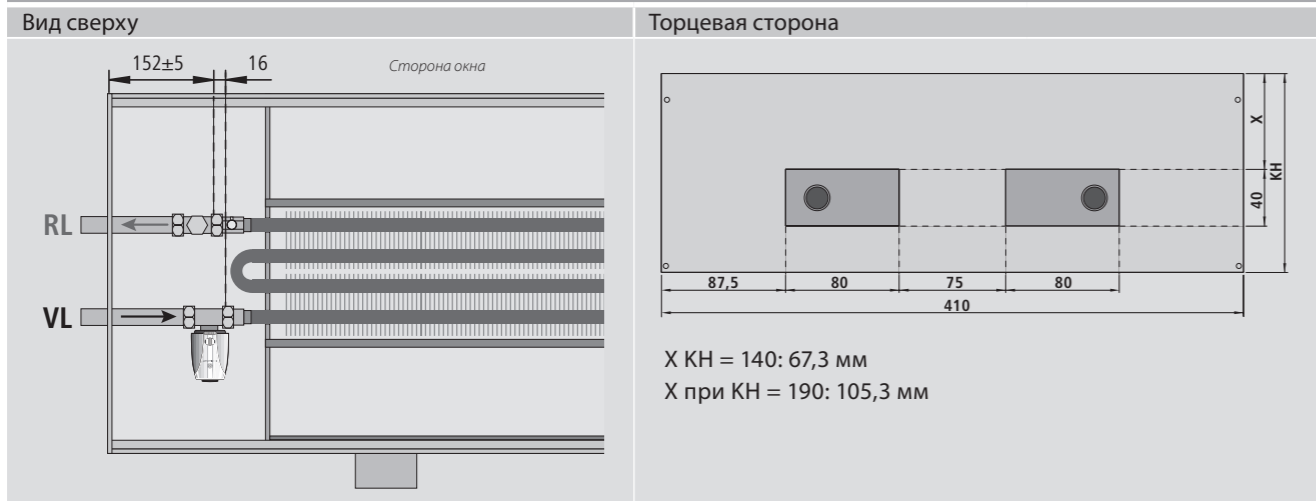 Вид сверху
152±5
16
Сторона окна
RL
VL
Торцевая сторона
X
KH
40
87,5
80
75
80
410
X KH = 140: 67,3 мм
X при KH = 190: 105,3 мм